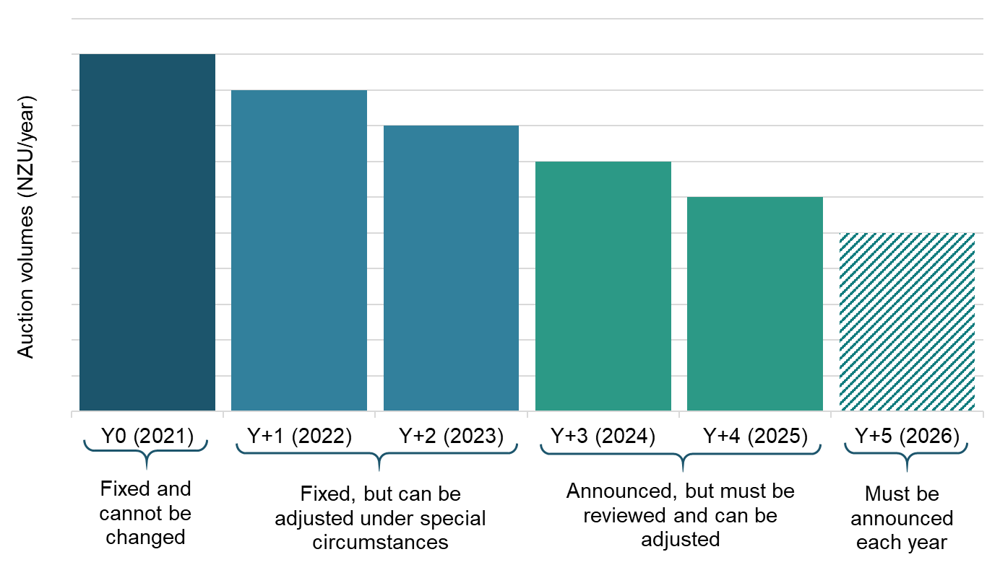 Auction volumes (NZU/year)
Y0 (2021)
Y+1 (2022)
Y+2 (2023)
Y+3 (2024)
Y+4 (2025)
Y+5 (2026)
Fixed and
cannot be
changed
Fixed, but can be
adjusted under special
circumstances
Announced, but must be
reviewed and can be
adjusted
Must be
announced
each year